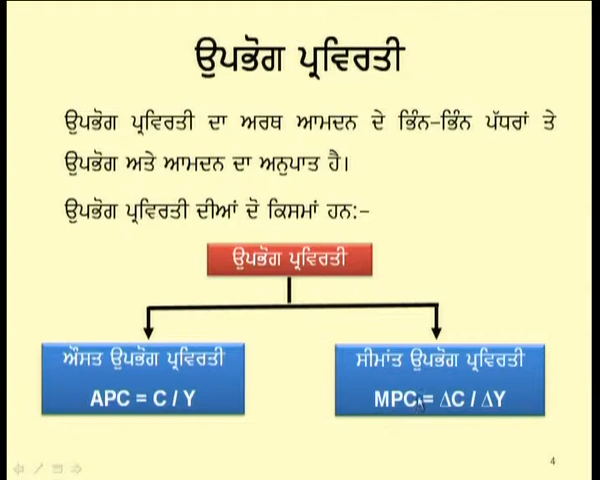 ਉਪਭੋਗ ਪ੍ਰਵਿਰਤੀ
ਉਪਭੋਗ ਪ੍ਰਵਿਰਤੀ ਦਾ ਅਰਥ ਆਮਦਨ ਦੇ ਭਿੰਨ-ਭਿੰਨ ਪੱਧਰਾਂ ਤੇ
ਉਪਭੋਗ ਅਤੇ ਆਮਦਨ ਦਾ ਅਨੁਪਾਤ ਹੈ।
ਉਪਭੋਗ ਪ੍ਰਵਿਰਤੀ ਦੀਆਂ ਦੋ ਕਿਸਮਾਂ ਹਨ:-
ਉਪਭੋਗ ਪ੍ਰਵਿਰਤੀ
ਔਸਤ ਉਪਭੋਗ ਪ੍ਰਵਿਰਤੀ
APC = C / Y
ਸੀਮਾਂਤ ਉਪਭੋਗ ਪ੍ਰਵਿਰਤੀ
MPC = ΔC / ΔY
4